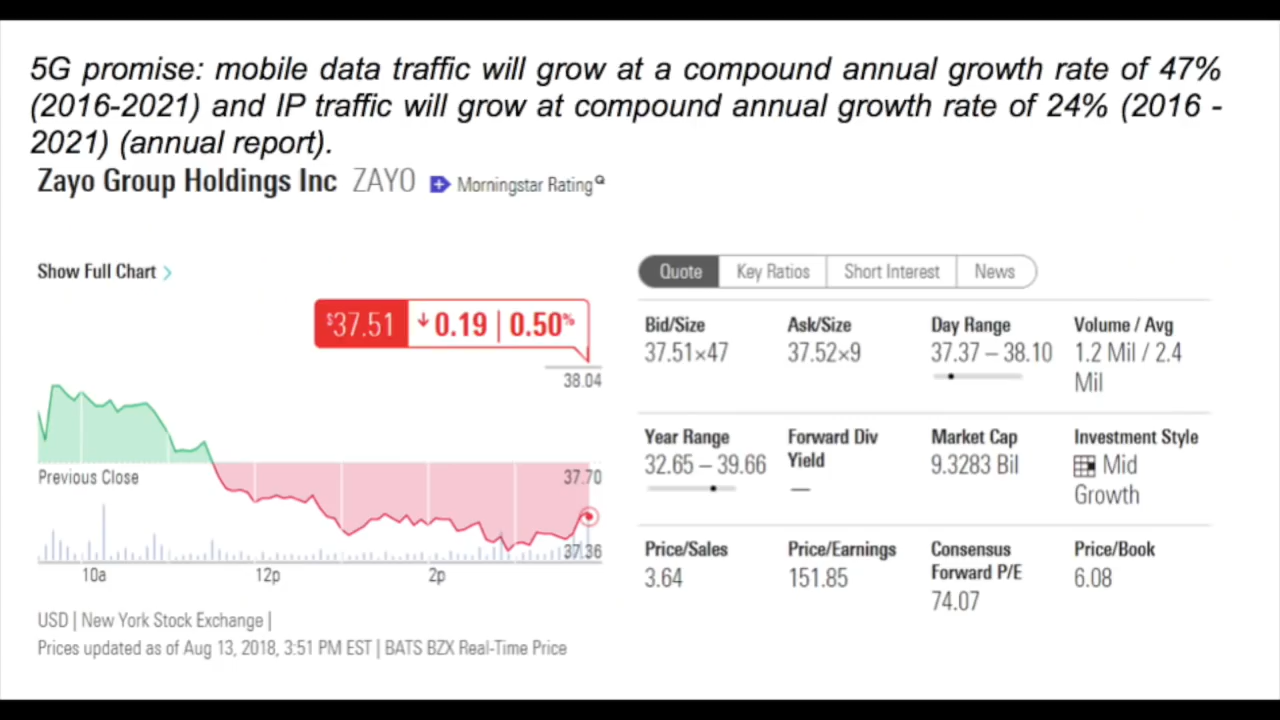 5G promise: mobile data traffic will grow at a compound annual growth rate of 47%
(2016-2021) and IP traffic will grow at compound annual growth rate of 24% (2016 -
2021) (annual report).
Zayo Group Holdings Inc ZAYO Morningstar Rating
Show Full Chart
$37.51 0.19 | 0.50%
38.04
Previous Close
37.70
37.36
10a 12p 2p
USD | New York Stock Exchange |
Prices updated as of Aug 13, 2018, 3:51 PM EST | BATS BZX Real-Time Price
Quote Key Ratios Short Interest News
Bid/Size
37.51×47
Ask/Size
37.52×9
Day Range
37.37 – 38.10
Volume / Avg
1.2 Mil / 2.4
Mil
Year Range
32.65 – 39.66
Forward Div
Yield
—
Market Cap
9.3283 Bil
Investment Style
Mid
Growth
Price/Sales
3.64
Price/Earnings
151.85
Consensus
Forward P/E
74.07
Price/Book
6.08